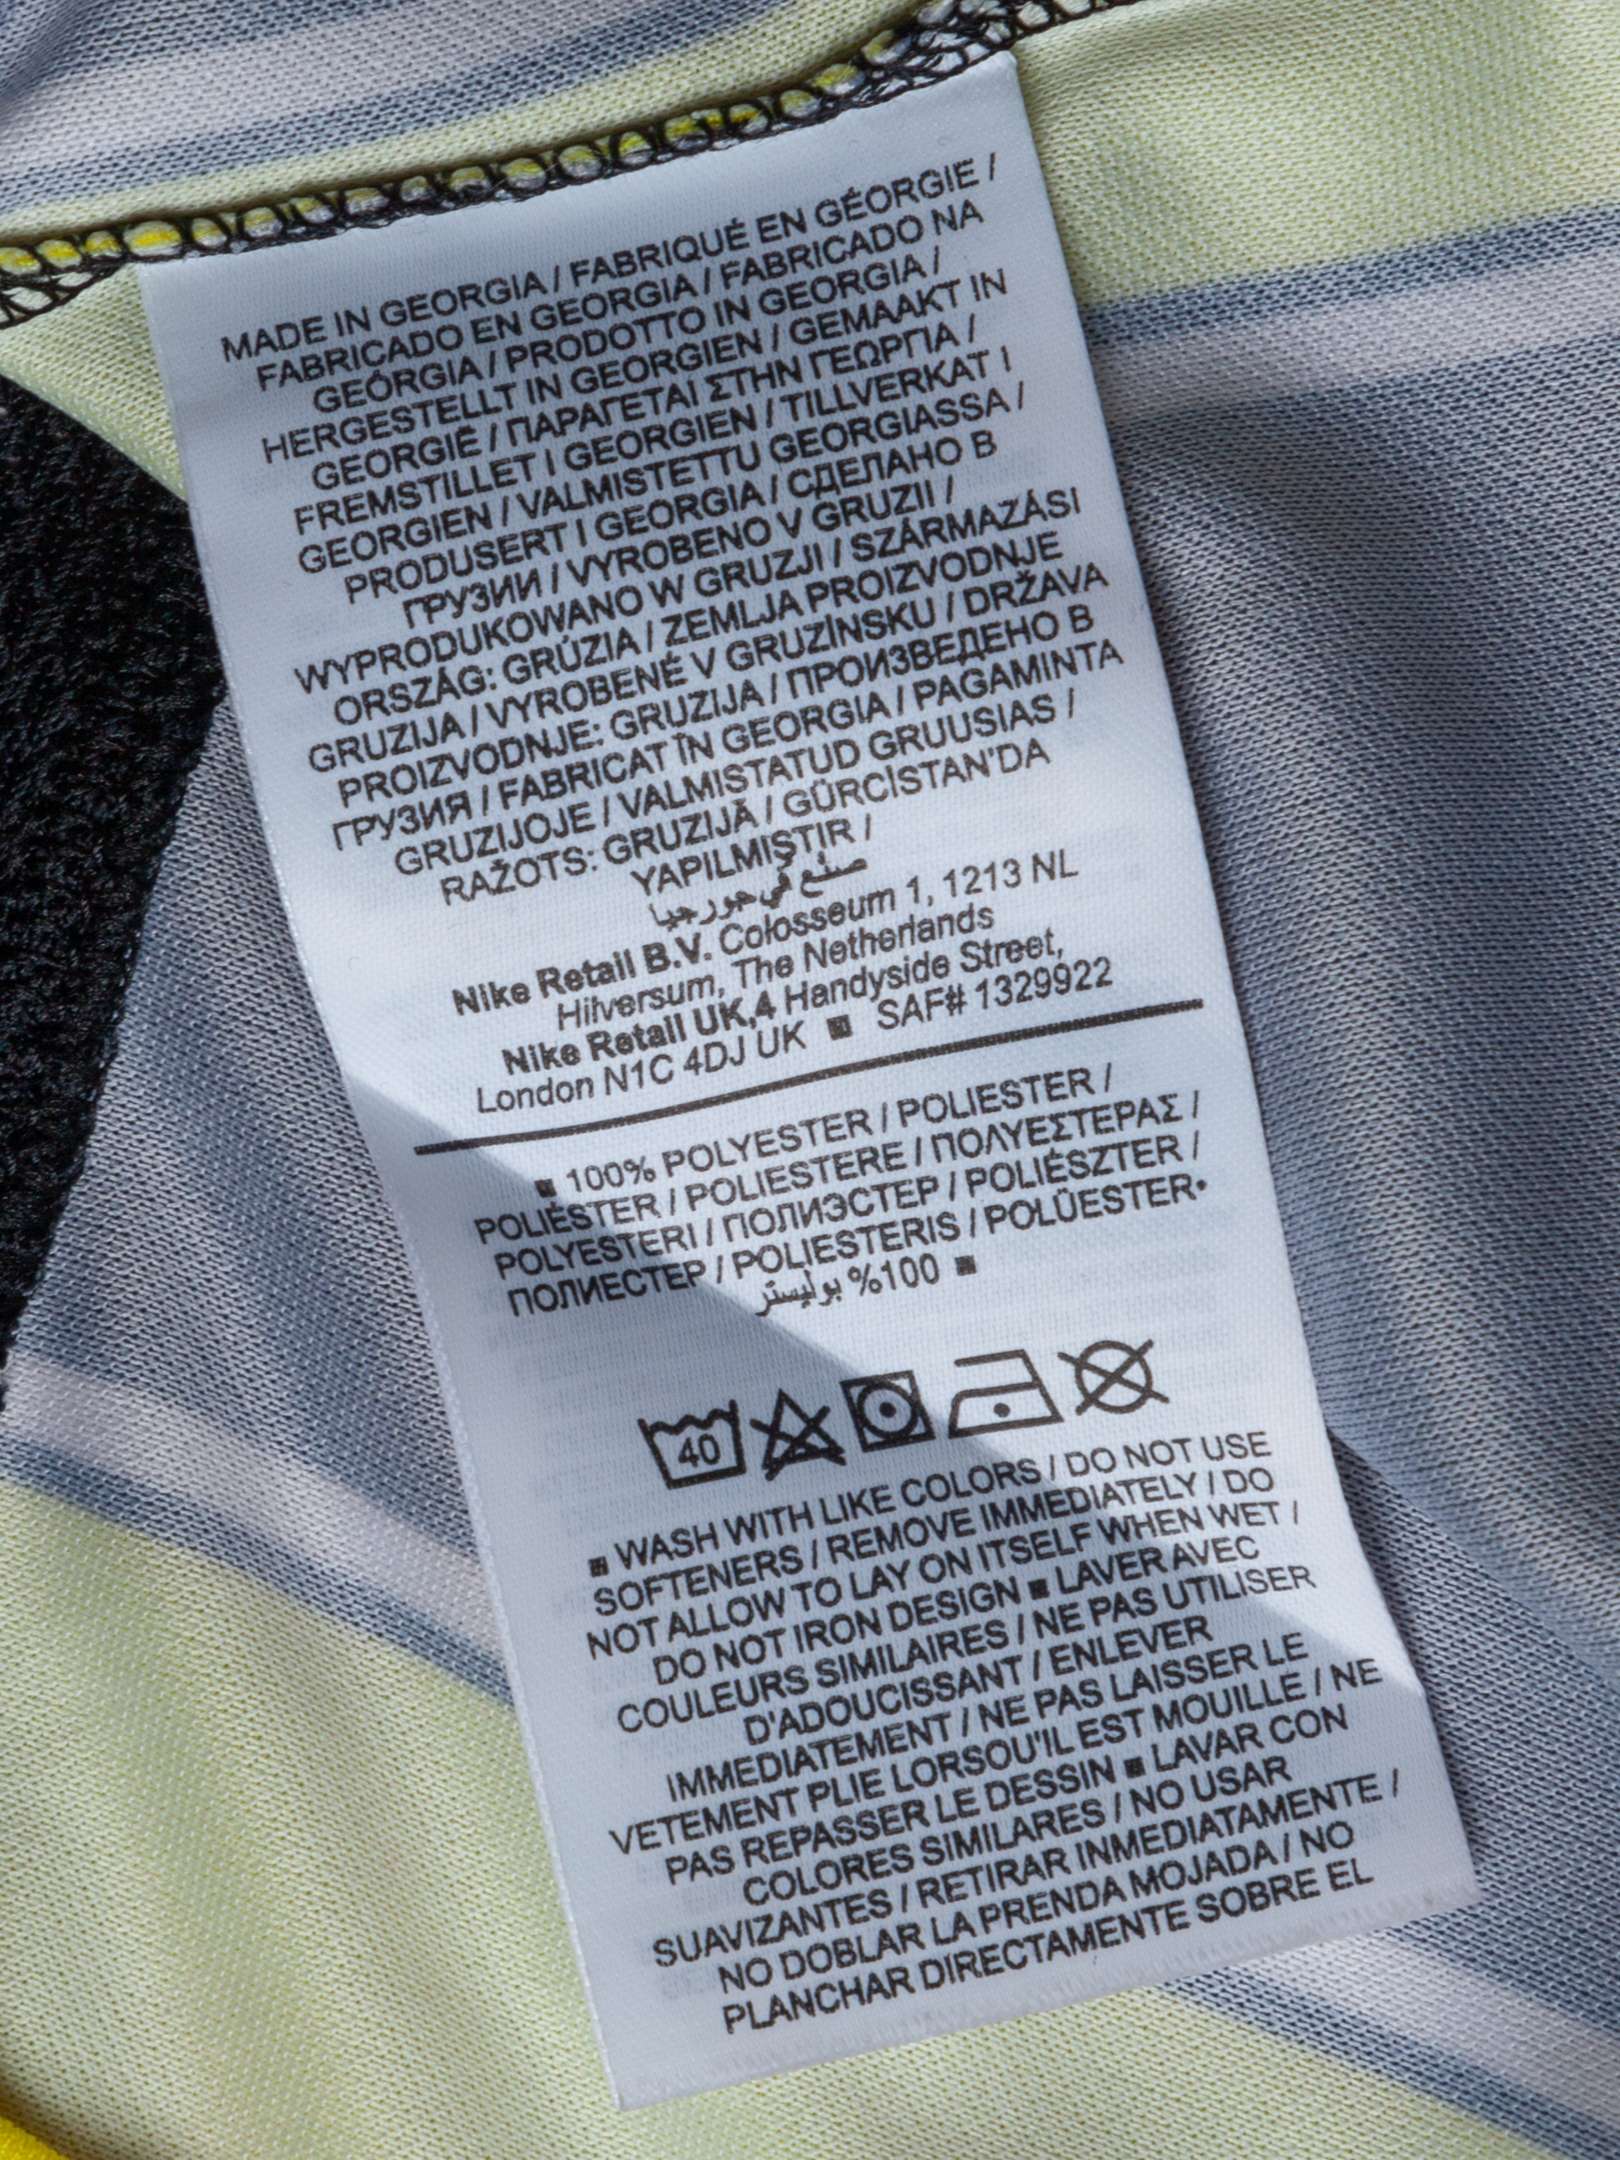 MADE IN GEORGIA / FABRIQUÉ EN GÉORGIE /
FABRICADO EN GEORGIA / FABRICADO NA
GEÓRGIA / PRODOTTO IN GEORGIA /
HERGESTELLT IN GEORGIEN / GEMAAKT IN
GEORGIË / ΠΑΡΑΓΕΤΑΙ ΣΤΗΝ ΓΕΩΡΓΙΑ /
FREMSTILLET I GEORGIEN / TILLVERKAT I
GEORGIEN / VALMISTETTU GEORGIASSA /
PRODUSERT I GEORGIA / СДЕЛАНО В
ГРУЗИИ / VYROBENO V GRUZII /
WYPRODUKOWANO W GRUZJI / SZÁRMAZÁSI
ORSZÁG: GRÚZIA / ZEMLJA PROIZVODNJE
GRUZIJA / VYROBENÉ V GRUZÍNSKU / DRŽAVA
PROIZVODNJE: GRUZIJA / ПРОИЗВЕДЕНО В
ГРУЗИЯ / FABRICAT ÎN GEORGIA / PAGAMINTA
GRUZIJOJE / VALMISTATUD GRUUSIAS /
RAŽOTS: GRUZIJĀ / GÜRCİSTAN'DA
YAPILMIŞTIR /
صنع في جورجيا
Nike Retail B.V. Colosseum 1, 1213 NL
Hilversum, The Netherlands
Nike Retail UK,4 Handyside Street,
London N1C 4DJ UK ■ SAF# 1329922
■ 100% POLYESTER / POLIESTER /
POLIÉSTER / POLIESTERE / ΠΟΛΥΕΣΤΕΡΑΣ /
POLYESTERI / ПОЛИЭСТЕР / POLIÉSZTER /
ПОЛИЕСТЕР / POLIESTERIS / POLÜESTER•
100% بوليستر ■
40
■ WASH WITH LIKE COLORS / DO NOT USE
SOFTENERS / REMOVE IMMEDIATELY / DO
NOT ALLOW TO LAY ON ITSELF WHEN WET /
DO NOT IRON DESIGN ■ LAVER AVEC
COULEURS SIMILAIRES / NE PAS UTILISER
D'ADOUCISSANT / ENLEVER
IMMEDIATEMENT / NE PAS LAISSER LE
VETEMENT PLIE LORSOU'IL EST MOUILLE / NE
PAS REPASSER LE DESSIN ■ LAVAR CON
COLORES SIMILARES / NO USAR
SUAVIZANTES / RETIRAR INMEDIATAMENTE /
NO DOBLAR LA PRENDA MOJADA / NO
PLANCHAR DIRECTAMENTE SOBRE EL